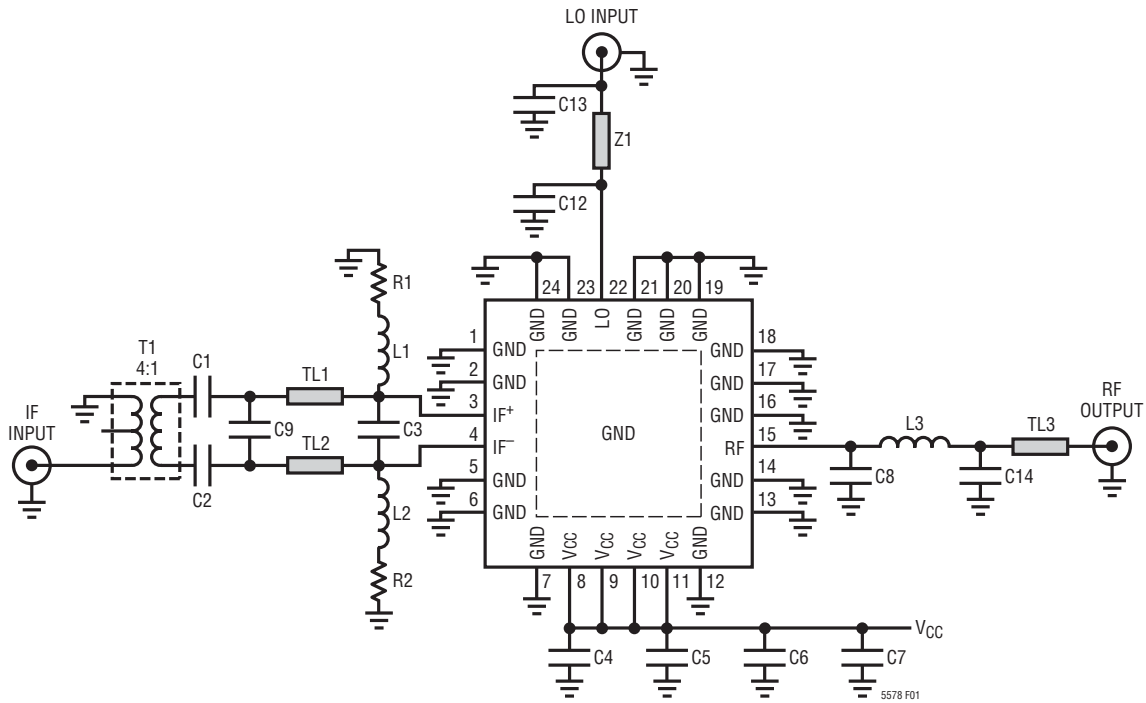 LO INPUT
C13
Z1
C12
R1
24 23 22 21 20 19
GND GND LO GND GND GND
L1
T1
4:1
C1
TL1
C9
C3
IF
INPUT
TL2
C2
L2
R2
1 GND
2 GND
3 IF+
4 IF−
5 GND
6 GND
GND
18 GND
17 GND
16 GND
15 RF
14 GND
13 GND
L3
TL3
RF
OUTPUT
C8
C14
GND VCC VCC VCC VCC GND
7 8 9 10 11 12
VCC
C4
C5
C6
C7
5578 F01